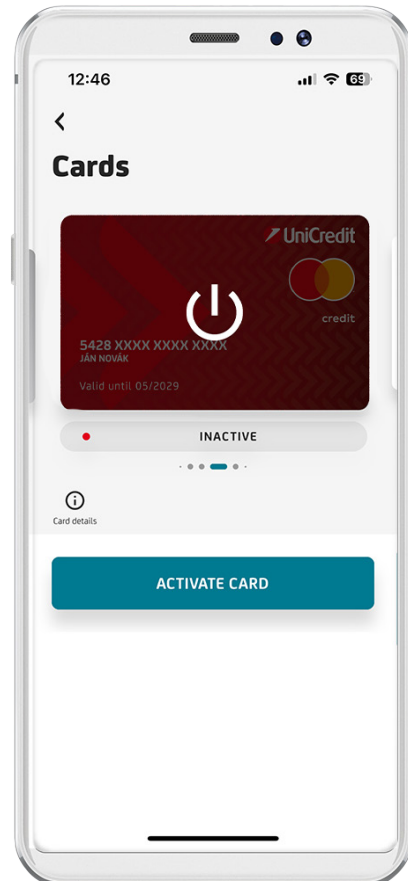 12:46
69
Cards
UniCredit
credit
5428 XXXX XXXX XXXX
JÁN NOVÁK
Valid until 05/2029
INACTIVE
Card details
ACTIVATE CARD